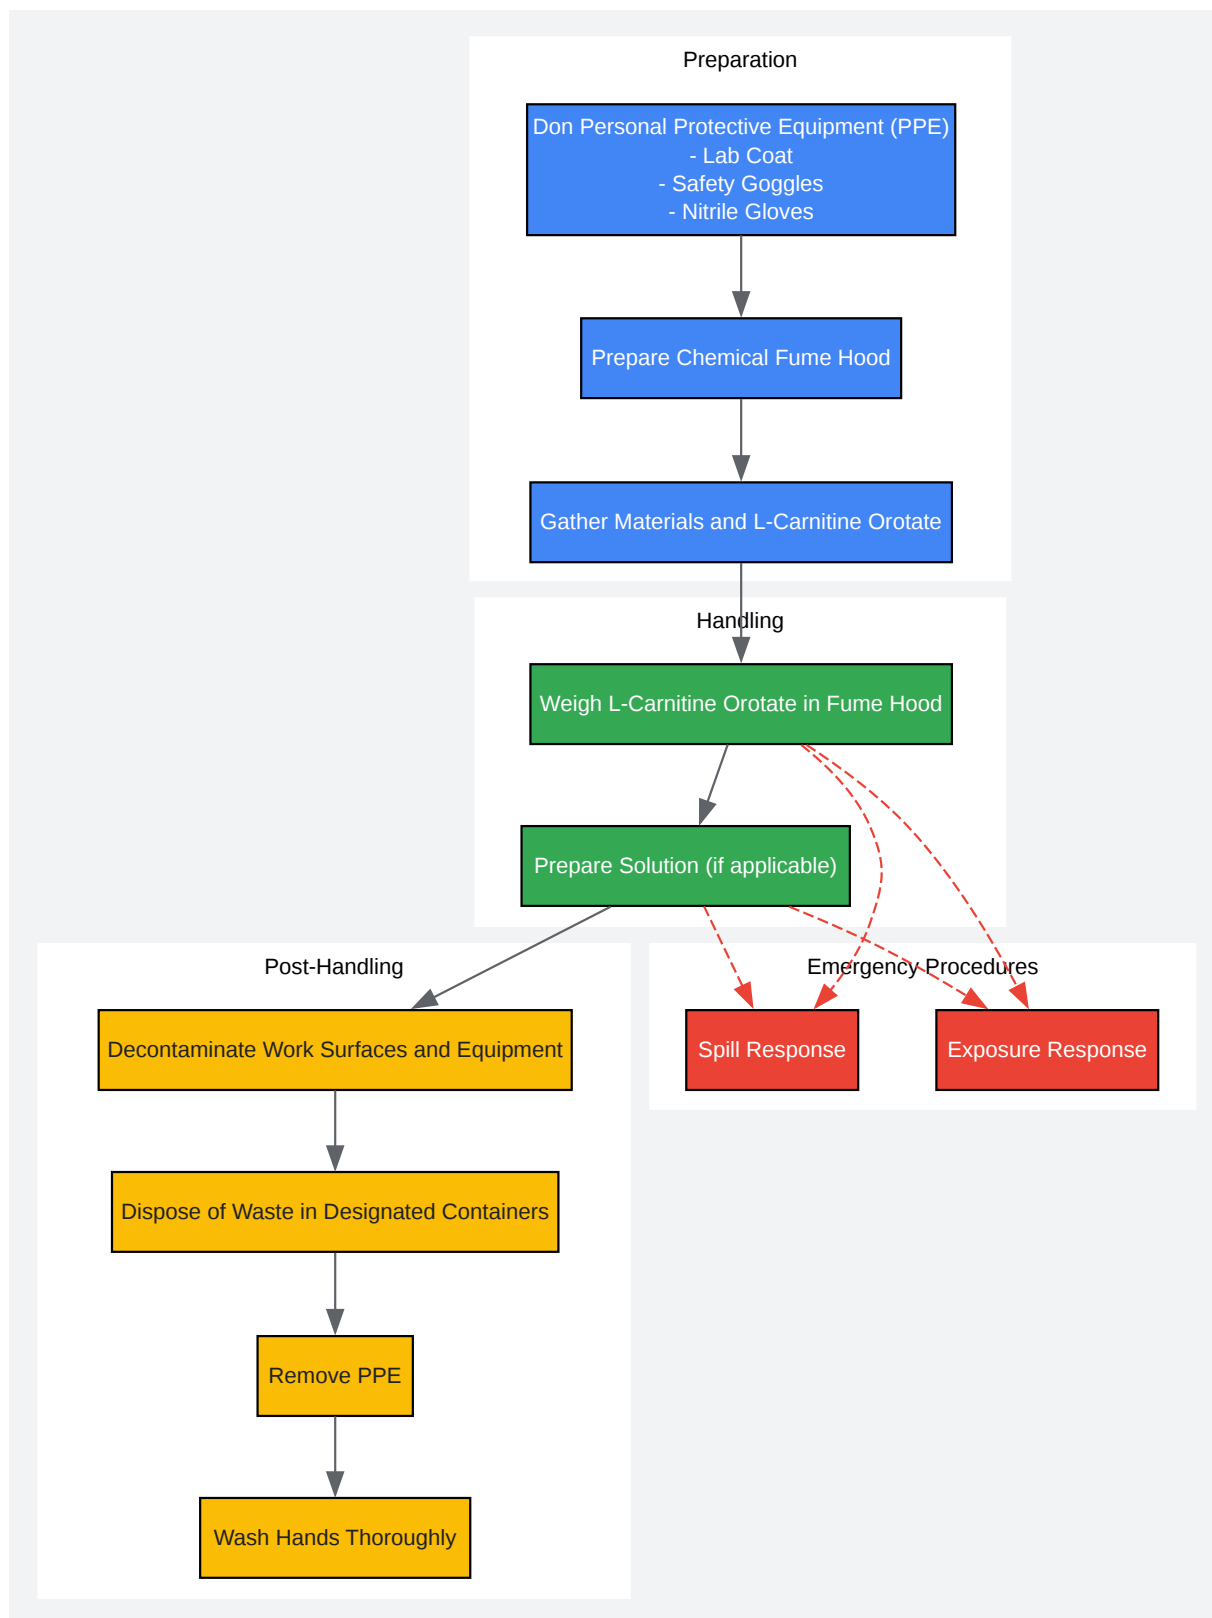 Preparation
Don Personal Protective Equipment (PPE)
- Lab Coat
- Safety Goggles
- Nitrile Gloves
Prepare Chemical Fume Hood
Gather Materials and L-Carnitine Orotate
Handling
Weigh L-Carnitine Orotate in Fume Hood
Prepare Solution (if applicable)
Post-Handling
Decontaminate Work Surfaces and Equipment
Dispose of Waste in Designated Containers
Remove PPE
Wash Hands Thoroughly
Emergency Procedures
Spill Response
Exposure Response